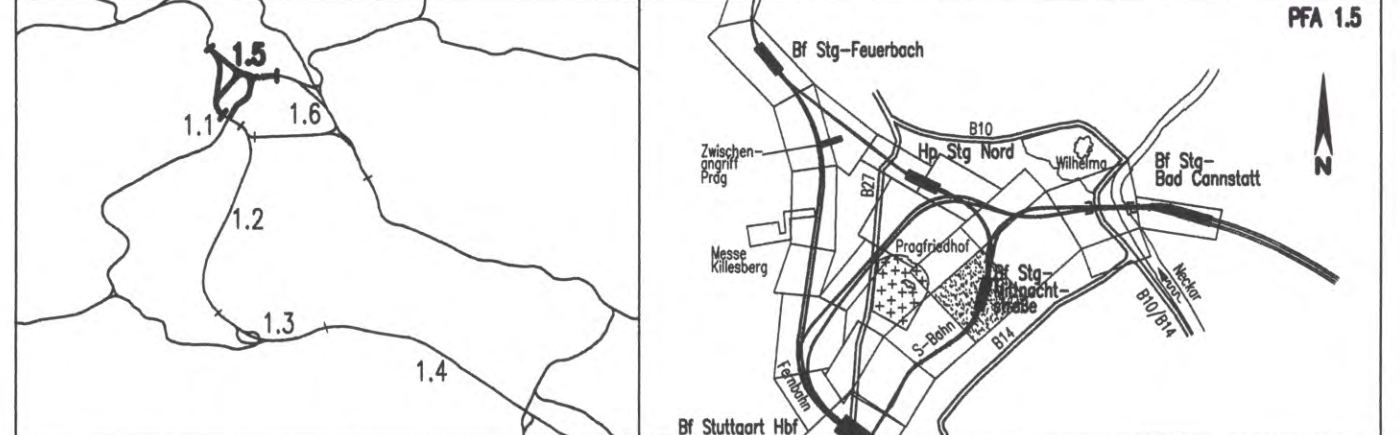 1.5
1.1
1.6
1.2
1.3
1.4
PFA 1.5
Bf Stg-Feuerbach
B10
N
Zwischen-
angriff
Prag
Hp Stg Nord
Wilhelma
Bf Stg-
Bad Cannstatt
B27
Messe
Killesberg
Pragfriedhof
Bf Stg-
Mittnacht-
straße
Neckar
B10/B14
S-Bahn
B14
Fernbahn
Bf Stuttgart Hbf